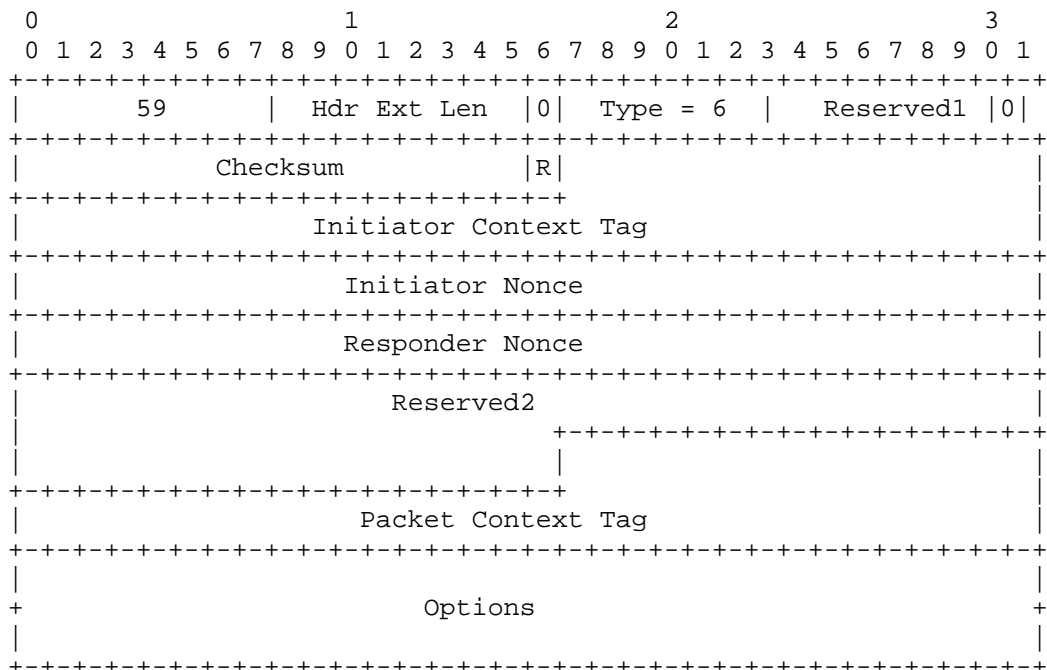 0                   1                   2                   3
0 1 2 3 4 5 6 7 8 9 0 1 2 3 4 5 6 7 8 9 0 1 2 3 4 5 6 7 8 9 0 1
+-+-+-+-+-+-+-+-+-+-+-+-+-+-+-+-+-+-+-+-+-+-+-+-+-+-+-+-+-+-+-+-+
|       59      |  Hdr Ext Len  |0|  Type = 6  |   Reserved1 |0|
+-+-+-+-+-+-+-+-+-+-+-+-+-+-+-+-+-+-+-+-+-+-+-+-+-+-+-+-+-+-+-+-+
|            Checksum           |R|                             |
+-+-+-+-+-+-+-+-+-+-+-+-+-+-+-+-+-+                             |
|                  Initiator Context Tag                        |
+-+-+-+-+-+-+-+-+-+-+-+-+-+-+-+-+-+-+-+-+-+-+-+-+-+-+-+-+-+-+-+-+
|                    Initiator Nonce                            |
+-+-+-+-+-+-+-+-+-+-+-+-+-+-+-+-+-+-+-+-+-+-+-+-+-+-+-+-+-+-+-+-+
|                    Responder Nonce                            |
+-+-+-+-+-+-+-+-+-+-+-+-+-+-+-+-+-+-+-+-+-+-+-+-+-+-+-+-+-+-+-+-+
|                       Reserved2                               |
|                                 +-+-+-+-+-+-+-+-+-+-+-+-+-+-+-+
|                                 |                             |
+-+-+-+-+-+-+-+-+-+-+-+-+-+-+-+-+-+                             |
|                     Packet Context Tag                        |
+-+-+-+-+-+-+-+-+-+-+-+-+-+-+-+-+-+-+-+-+-+-+-+-+-+-+-+-+-+-+-+-+
|                                                               |
+                         Options                               +
|                                                               |
+-+-+-+-+-+-+-+-+-+-+-+-+-+-+-+-+-+-+-+-+-+-+-+-+-+-+-+-+-+-+-+-+